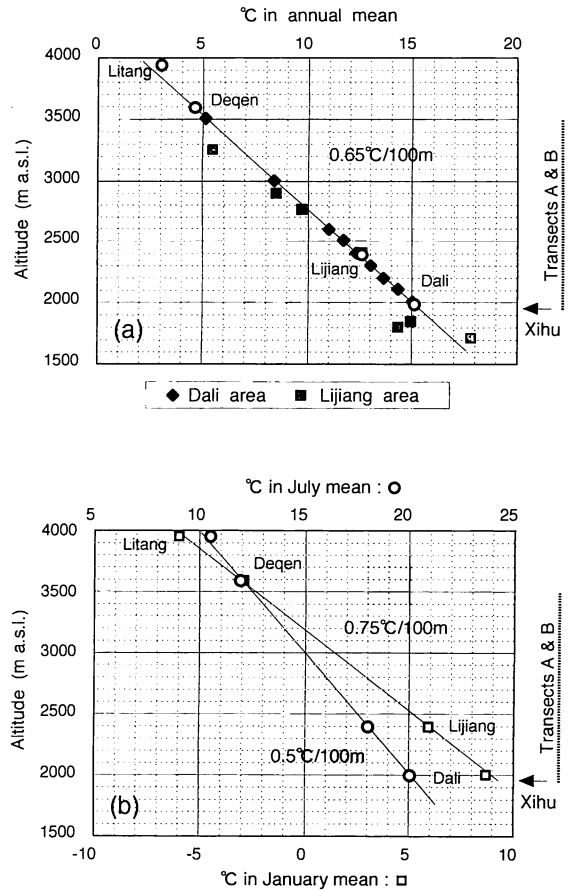 ℃ in annual mean
0 5 10 15 20
4000
3500
3000
2500
2000
1500
Altitude (m a.s.l.)
Litang
Deqen
0.65℃/100m
Lijiang
Dali
(a)
Transects A & B
Xihu
◆ Dali area ■ Lijiang area
℃ in July mean : O
5 10 15 20 25
4000
3500
3000
2500
2000
1500
Altitude (m a.s.l.)
Litang
Deqen
0.75℃/100m
Lijiang
0.5℃/100m
Dali
(b)
Transects A & B
Xihu
-10 -5 0 5 10
℃ in January mean : □